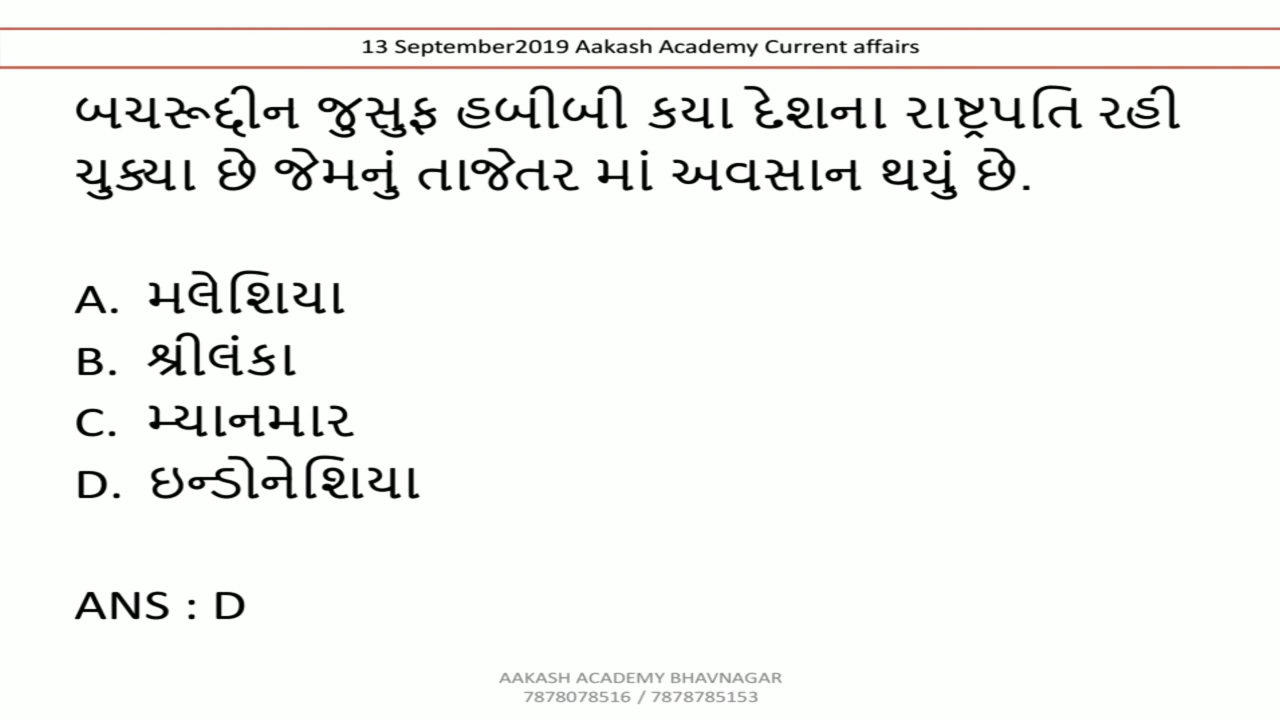 13 September2019 Aakash Academy Current affairs
બચરૂદ્દીન જુસુફ હબીબી કયા દેશના રાષ્ટ્રપતિ રહી
ચુક્યા છે જેમનું તાજેતર માં અવસાન થયું છે.
A. મલેશિયા
B. શ્રીલંકા
C. મ્યાનમાર
D. ઇન્ડોનેશિયા
ANS : D
AAKASH ACADEMY BHAVNAGAR
7878078516 / 7878785153